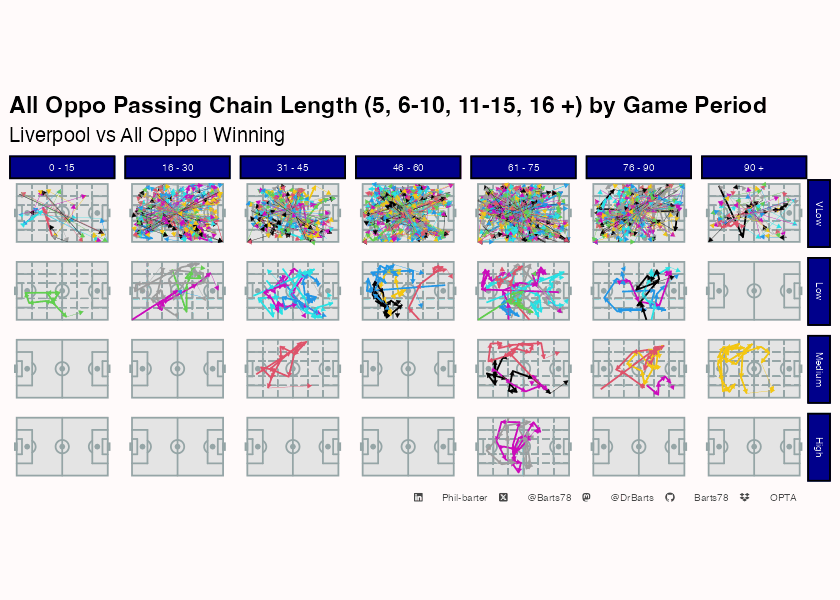 All Oppo Passing Chain Length (5, 6-10, 11-15, 16 +) by Game Period
Liverpool vs All Oppo | Winning
0 - 15 16 - 30 31 - 45 46 - 60 61 - 75 76 - 90 90 +
V.Low
Low
Medium
High
Phil-barter @Barts78 @DrBarts Barts78 OPTA